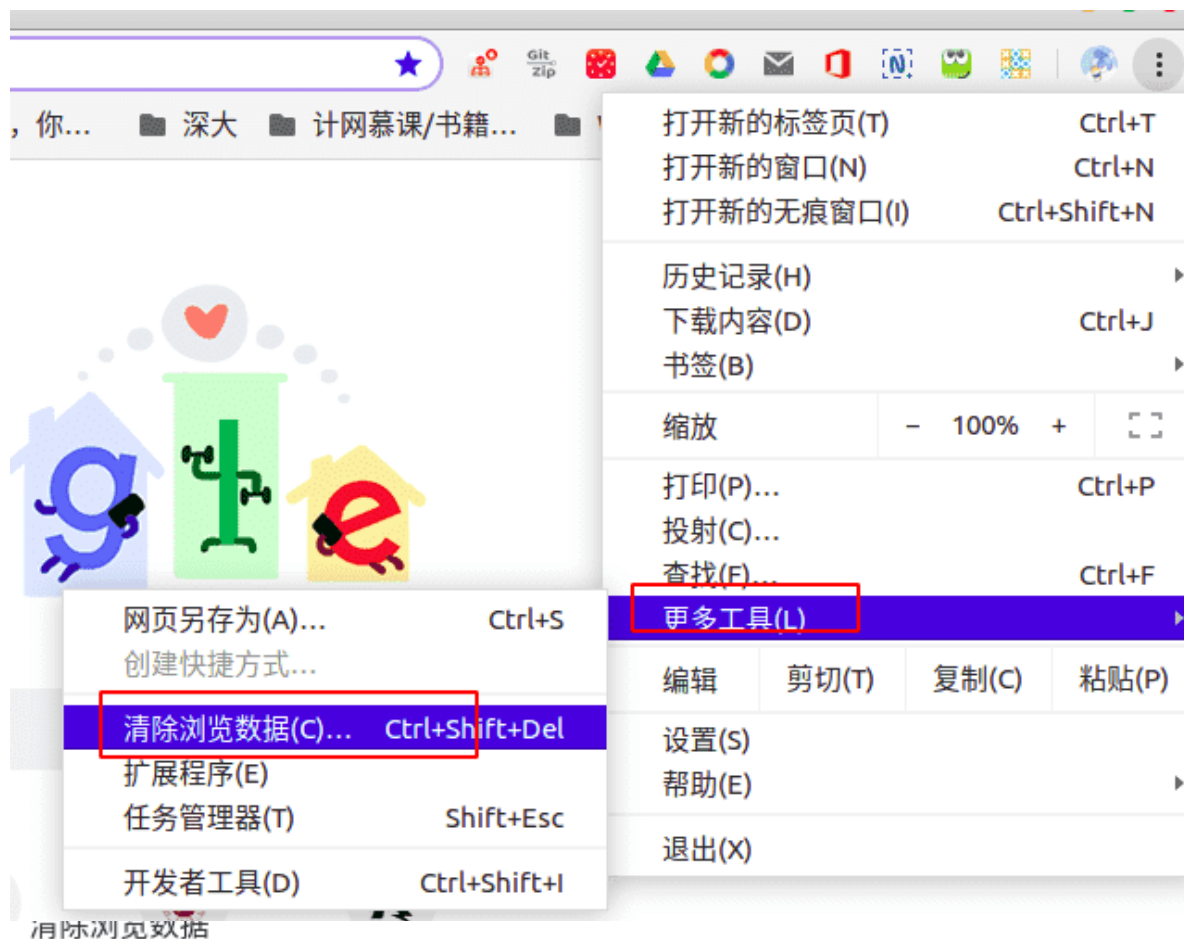 Git
Zip
，你…
深大
计网慕课/书籍…
打开新的标签页(T) Ctrl+T
打开新的窗口(N) Ctrl+N
打开新的无痕窗口(I) Ctrl+Shift+N
历史记录(H)
下载内容(D) Ctrl+J
书签(B)
缩放 − 100% +
打印(P)… Ctrl+P
投射(C)…
查找(F)… Ctrl+F
更多工具(L)
编辑 剪切(T) 复制(C) 粘贴(P)
设置(S)
帮助(E)
退出(X)
网页另存为(A)… Ctrl+S
创建快捷方式…
清除浏览数据(C)… Ctrl+Shift+Del
扩展程序(E)
任务管理器(T) Shift+Esc
开发者工具(D) Ctrl+Shift+I
清除浏览数据